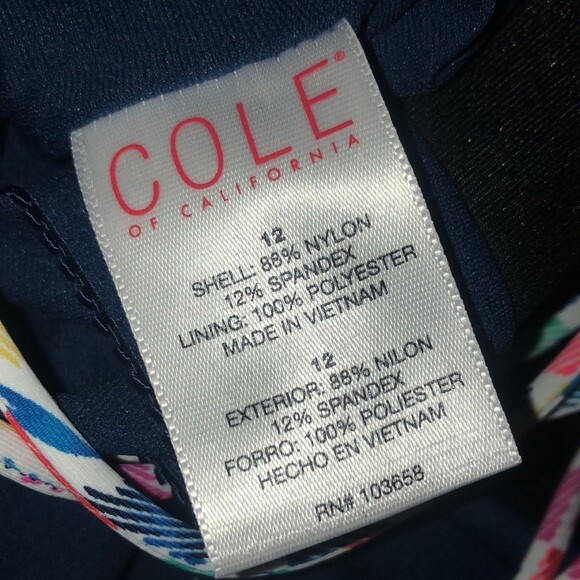 COLE®
OF CALIFORNIA
12
SHELL: 88% NYLON
12% SPANDEX
LINING: 100% POLYESTER
MADE IN VIETNAM
12
EXTERIOR: 88% NILON
12% SPANDEX
FORRO: 100% POLIESTER
HECHO EN VIETNAM
RN# 103658